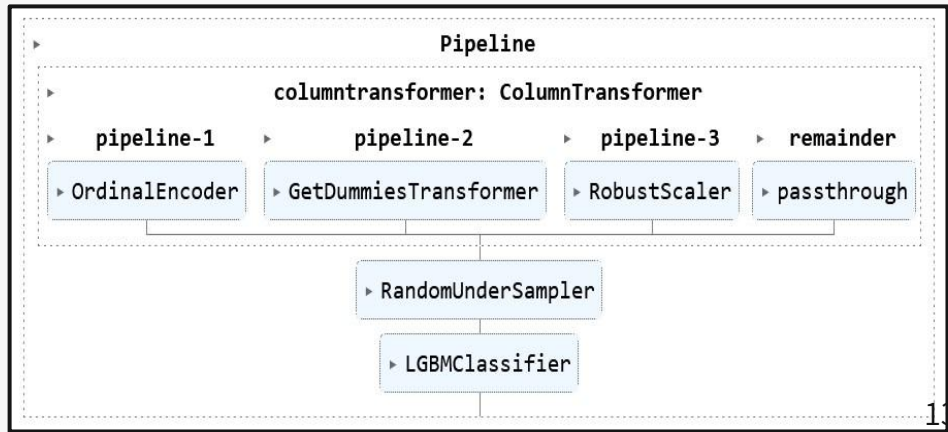 Pipeline
columntransformer: ColumnTransformer
pipeline-1 pipeline-2 pipeline-3 remainder
OrdinalEncoder GetDummiesTransformer RobustScaler passthrough
RandomUnderSampler
LGBMClassifier